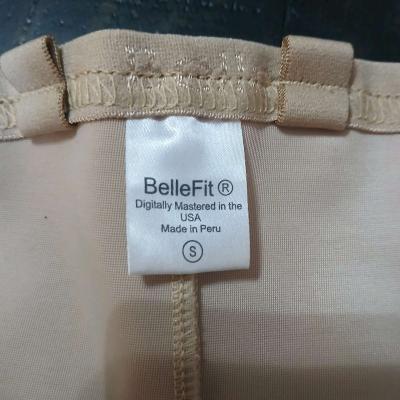 BelleFit ®
Digitally Mastered in the
USA
Made in Peru
S